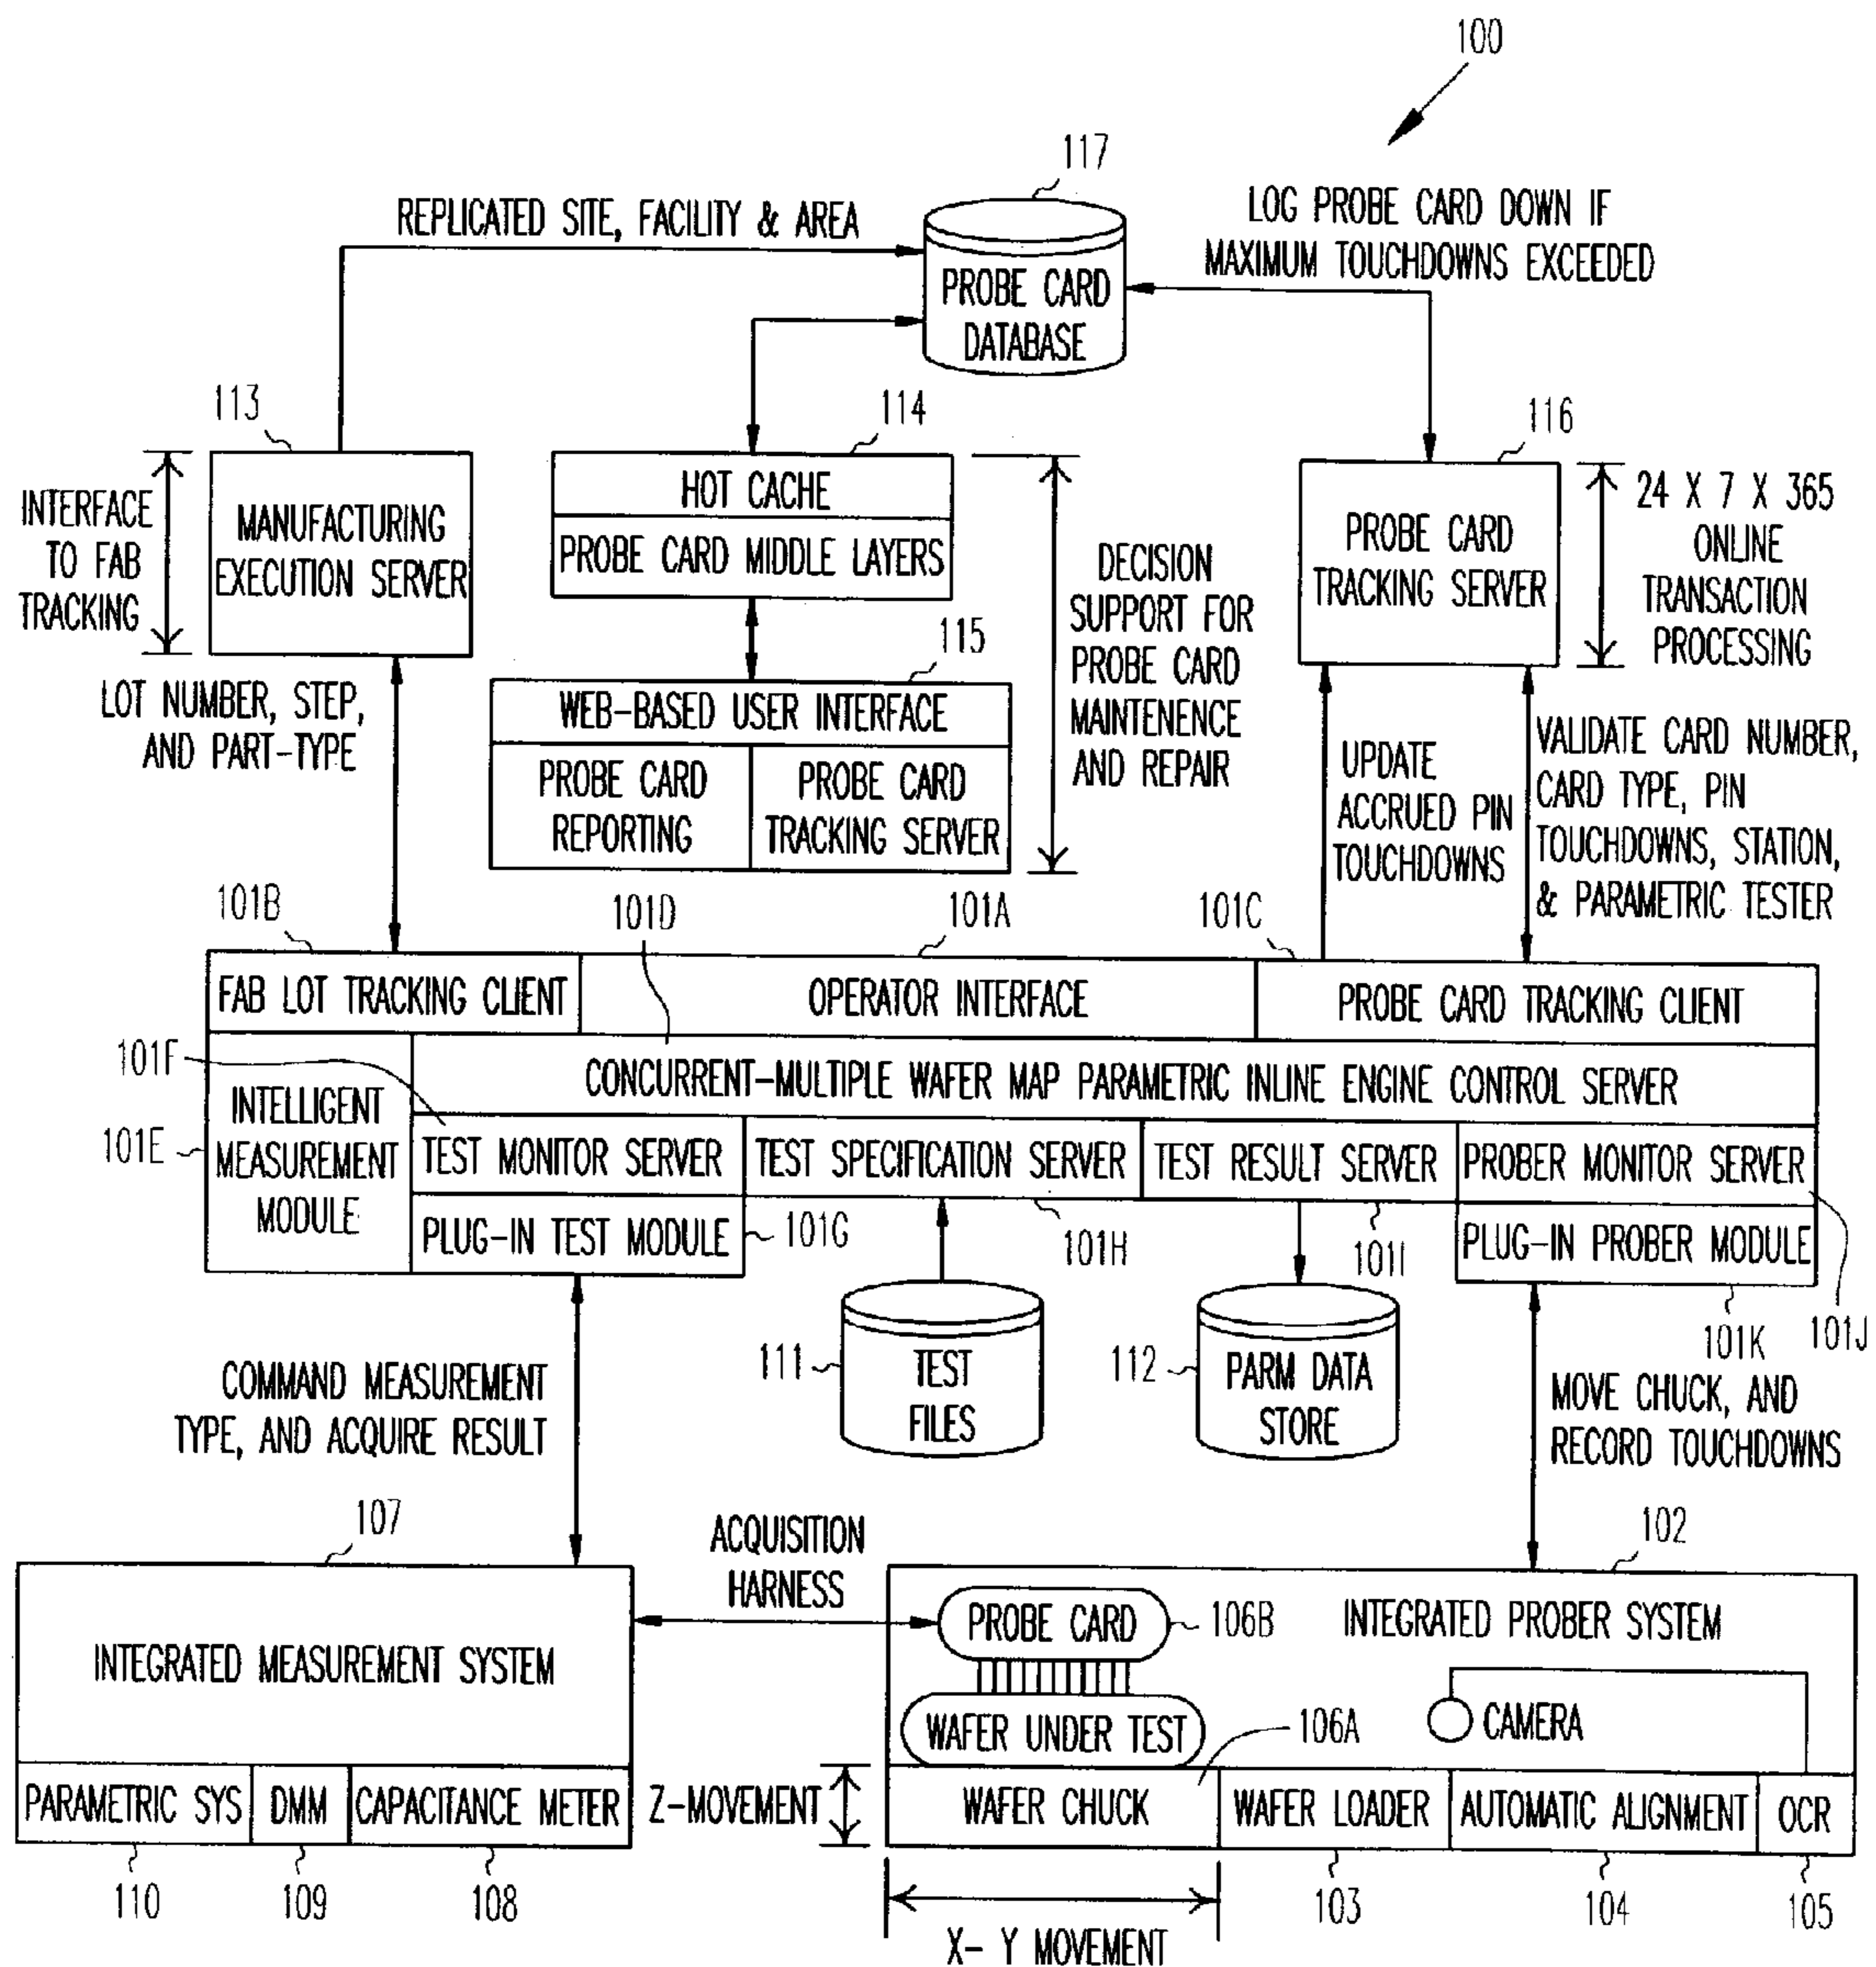 100
117
REPLICATED SITE, FACILITY & AREA
LOG PROBE CARD DOWN IF
MAXIMUM TOUCHDOWNS EXCEEDED
PROBE CARD
DATABASE
113
114
116
INTERFACE
TO FAB
TRACKING
MANUFACTURING
EXECUTION SERVER
HOT CACHE
PROBE CARD MIDDLE LAYERS
DECISION
SUPPORT FOR
PROBE CARD
MAINTENENCE
AND REPAIR
PROBE CARD
TRACKING SERVER
24 X 7 X 365
ONLINE
TRANSACTION
PROCESSING
LOT NUMBER, STEP,
AND PART-TYPE
115
WEB-BASED USER INTERFACE
PROBE CARD
REPORTING
PROBE CARD
TRACKING SERVER
UPDATE
ACCRUED PIN
TOUCHDOWNS
VALIDATE CARD NUMBER,
CARD TYPE, PIN
TOUCHDOWNS, STATION,
& PARAMETRIC TESTER
101B
101D
101A
101C
FAB LOT TRACKING CLIENT
OPERATOR INTERFACE
PROBE CARD TRACKING CLIENT
101F
CONCURRENT-MULTIPLE WAFER MAP PARAMETRIC INLINE ENGINE CONTROL SERVER
101E
INTELLIGENT
MEASUREMENT
MODULE
TEST MONITOR SERVER
TEST SPECIFICATION SERVER
TEST RESULT SERVER
PROBER MONITOR SERVER
PLUG-IN TEST MODULE
101G
101H
101I
PLUG-IN PROBER MODULE
101K
101J
COMMAND MEASUREMENT
TYPE, AND ACQUIRE RESULT
111
TEST
FILES
112
PARM DATA
STORE
MOVE CHUCK, AND
RECORD TOUCHDOWNS
107
ACQUISITION
HARNESS
102
INTEGRATED MEASUREMENT SYSTEM
PROBE CARD
106B
INTEGRATED PROBER SYSTEM
WAFER UNDER TEST
106A
CAMERA
PARAMETRIC SYS
DMM
CAPACITANCE METER
Z-MOVEMENT
WAFER CHUCK
WAFER LOADER
AUTOMATIC ALIGNMENT
OCR
110
109
108
103
104
105
X- Y MOVEMENT